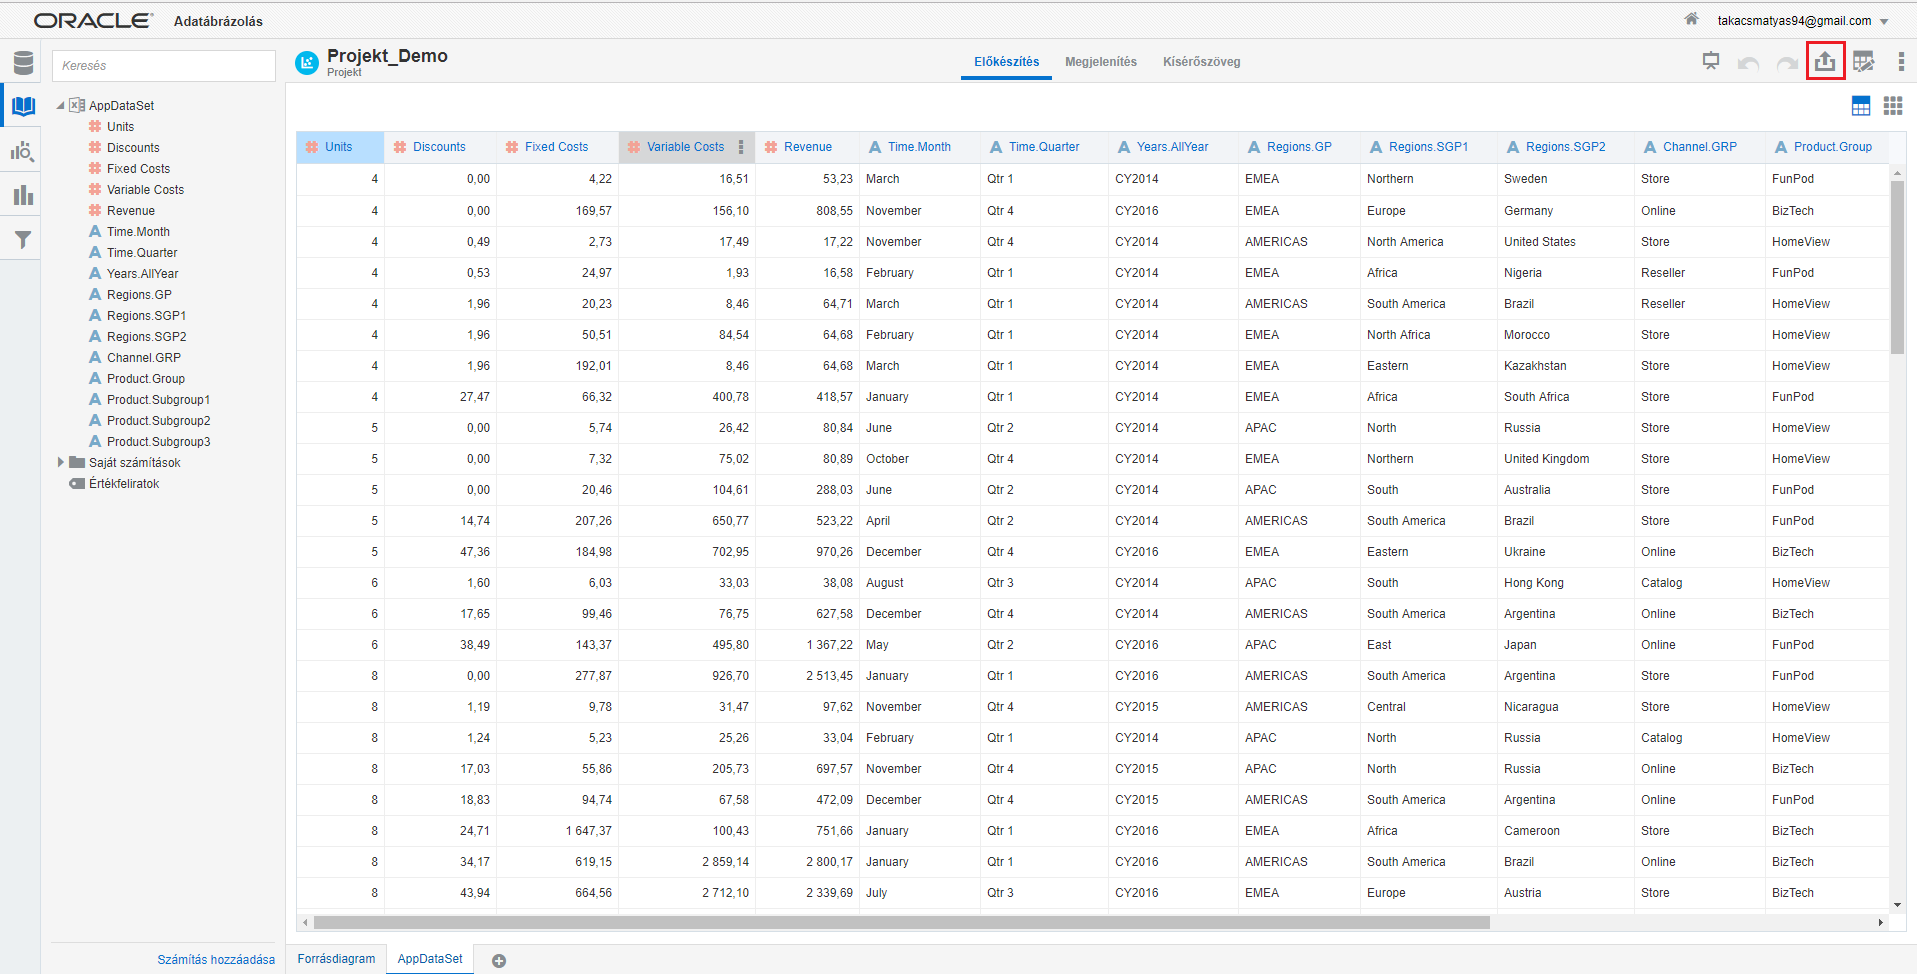 ORACLE Adatábrázolás takacsmatyas94@gmail.com
Keresés
Projekt_Demo
Projekt
Előkészítés Megjelenítés Kísérőszöveg
AppDataSet
Units
Discounts
Fixed Costs
Variable Costs
Revenue
Time.Month
Time.Quarter
Years.AllYear
Regions.GP
Regions.SGP1
Regions.SGP2
Channel.GRP
Product.Group
Product.Subgroup1
Product.Subgroup2
Product.Subgroup3
Saját számítások
Értékfeliratok
Számítás hozzáadása
Units Discounts Fixed Costs Variable Costs Revenue Time.Month Time.Quarter Years.AllYear Regions.GP Regions.SGP1 Regions.SGP2 Channel.GRP Product.Group
4 0,00 4,22 16,51 53,23 March Qtr 1 CY2014 EMEA Northern Sweden Store FunPod
4 0,00 169,57 156,10 808,55 November Qtr 4 CY2016 EMEA Europe Germany Online BizTech
4 0,49 2,73 17,49 17,22 November Qtr 4 CY2014 AMERICAS North America United States Store HomeView
4 0,53 24,97 1,93 16,58 February Qtr 1 CY2014 EMEA Africa Nigeria Reseller FunPod
4 1,96 20,23 8,46 64,71 March Qtr 1 CY2014 AMERICAS South America Brazil Reseller HomeView
4 1,96 50,51 84,54 64,68 February Qtr 1 CY2014 EMEA North Africa Morocco Store HomeView
4 1,96 192,01 8,46 64,68 March Qtr 1 CY2014 EMEA Eastern Kazakhstan Store HomeView
4 27,47 66,32 400,78 418,57 January Qtr 1 CY2014 EMEA Africa South Africa Store FunPod
5 0,00 5,74 26,42 80,84 June Qtr 2 CY2014 APAC North Russia Store HomeView
5 0,00 7,32 75,02 80,89 October Qtr 4 CY2014 EMEA Northern United Kingdom Store HomeView
5 0,00 20,46 104,61 288,03 June Qtr 2 CY2014 APAC South Australia Store FunPod
5 14,74 207,26 650,77 523,22 April Qtr 2 CY2014 AMERICAS South America Brazil Store FunPod
5 47,36 184,98 702,95 970,26 December Qtr 4 CY2016 EMEA Eastern Ukraine Online BizTech
6 1,60 6,03 33,03 38,08 August Qtr 3 CY2014 APAC South Hong Kong Catalog HomeView
6 17,65 99,46 76,75 627,58 December Qtr 4 CY2014 AMERICAS South America Argentina Online BizTech
6 38,49 143,37 495,80 1 367,22 May Qtr 2 CY2016 APAC East Japan Online FunPod
8 0,00 277,87 926,70 2 513,45 January Qtr 1 CY2016 AMERICAS South America Argentina Store FunPod
8 1,19 9,78 31,47 97,62 November Qtr 4 CY2015 AMERICAS Central Nicaragua Store HomeView
8 1,24 5,23 25,26 33,04 February Qtr 1 CY2014 APAC North Russia Catalog HomeView
8 17,03 55,86 205,73 697,57 November Qtr 4 CY2015 APAC North Russia Online BizTech
8 18,83 94,74 67,58 472,09 December Qtr 4 CY2015 AMERICAS South America Argentina Online FunPod
8 24,71 1 647,37 100,43 751,66 January Qtr 1 CY2016 EMEA Africa Cameroon Store BizTech
8 34,17 619,15 2 859,14 2 800,17 January Qtr 1 CY2016 AMERICAS South America Brazil Online BizTech
8 43,94 664,56 2 712,10 2 339,69 July Qtr 3 CY2016 EMEA Europe Austria Store BizTech
Forrásdiagram AppDataSet